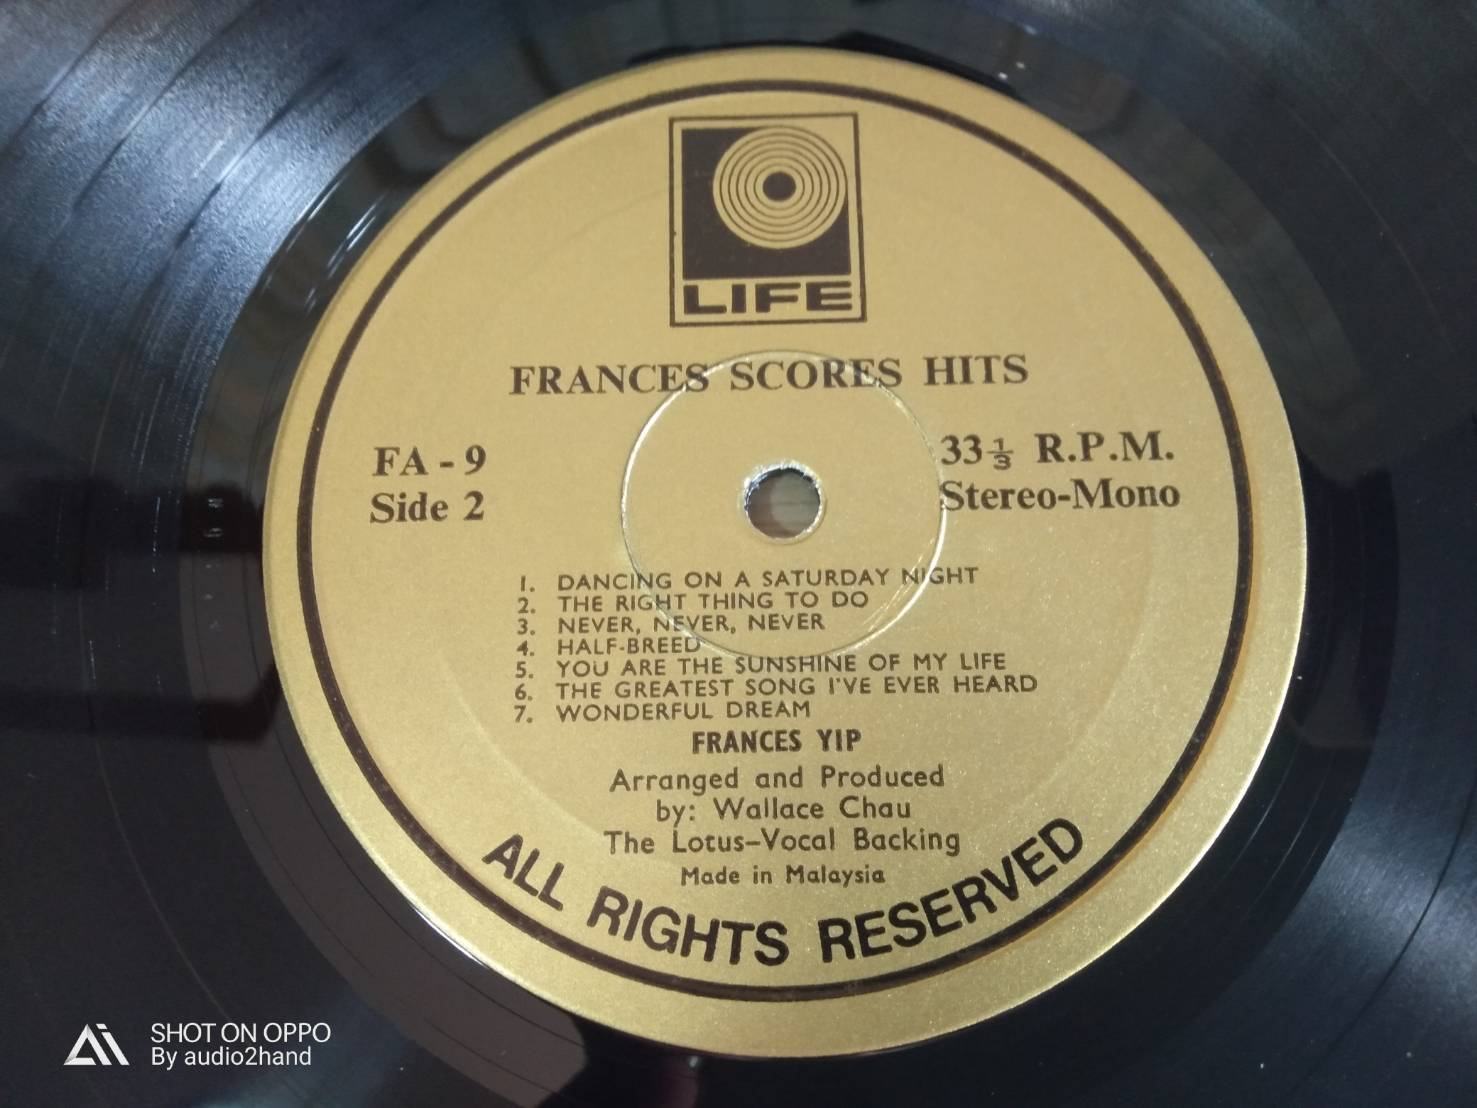 LIFE
FRANCES SCORES HITS
FA - 9
Side 2
33 1/3 R.P.M.
Stereo-Mono
1. DANCING ON A SATURDAY NIGHT
2. THE RIGHT THING TO DO
3. NEVER, NEVER, NEVER
4. HALF-BREED
5. YOU ARE THE SUNSHINE OF MY LIFE
6. THE GREATEST SONG I'VE EVER HEARD
7. WONDERFUL DREAM
FRANCES YIP
Arranged and Produced
by: Wallace Chau
The Lotus-Vocal Backing
Made in Malaysia
ALL RIGHTS RESERVED
SHOT ON OPPO
By audio2hand